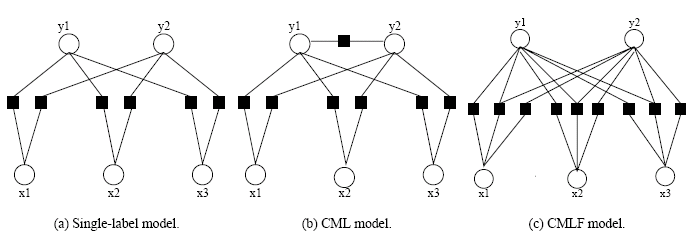 y1 y2 y1 y2 y1 y2
x1 x2 x3 x1 x2 x3 x1 x2 x3
(a) Single-label model. (b) CML model. (c) CMLF model.